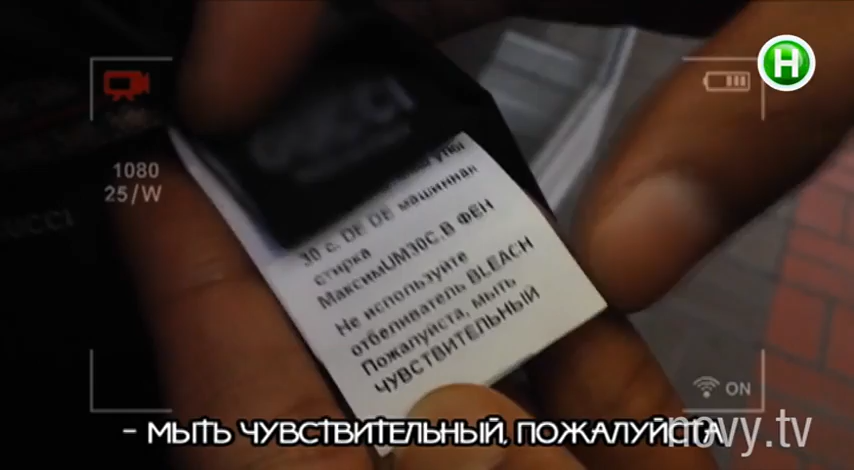 H
1080
25/W
30 с. DE DE машинная
стирка
МаксимUM30C.В ФЕН
Не используйте
отбеливатель BLEACH
Пожалуйста, мыть
ЧУВСТВИТЕЛЬНЫЙ
ON
- МЫТЬ ЧУВСТВИТЕЛЬНЫЙ, ПОЖАЛУЙСТА
novy.tv